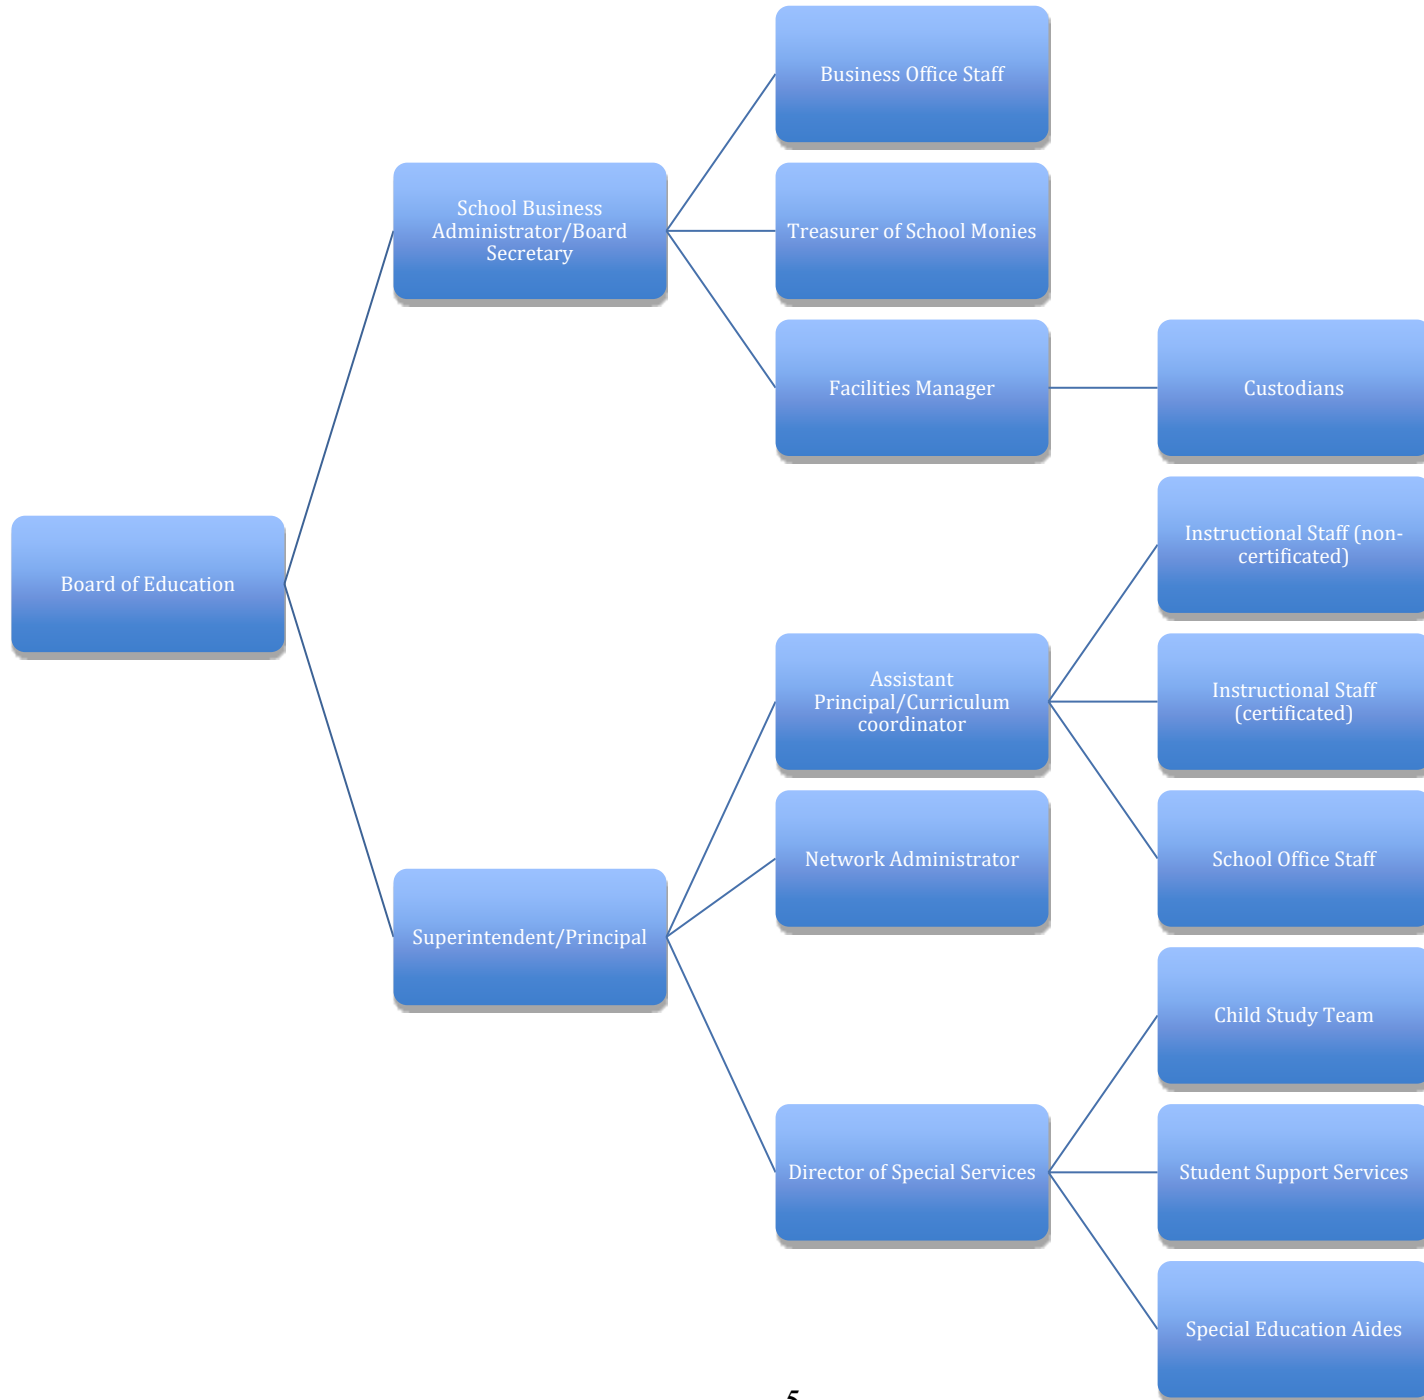 Business Office Staff
School Business
Administrator/Board
Secretary
Treasurer of School Monies
Facilities Manager
Custodians
Board of Education
Instructional Staff (non-
certificated)
Assistant
Principal/Curriculum
coordinator
Instructional Staff
(certificated)
Network Administrator
School Office Staff
Superintendent/Principal
Child Study Team
Director of Special Services
Student Support Services
Special Education Aides
5